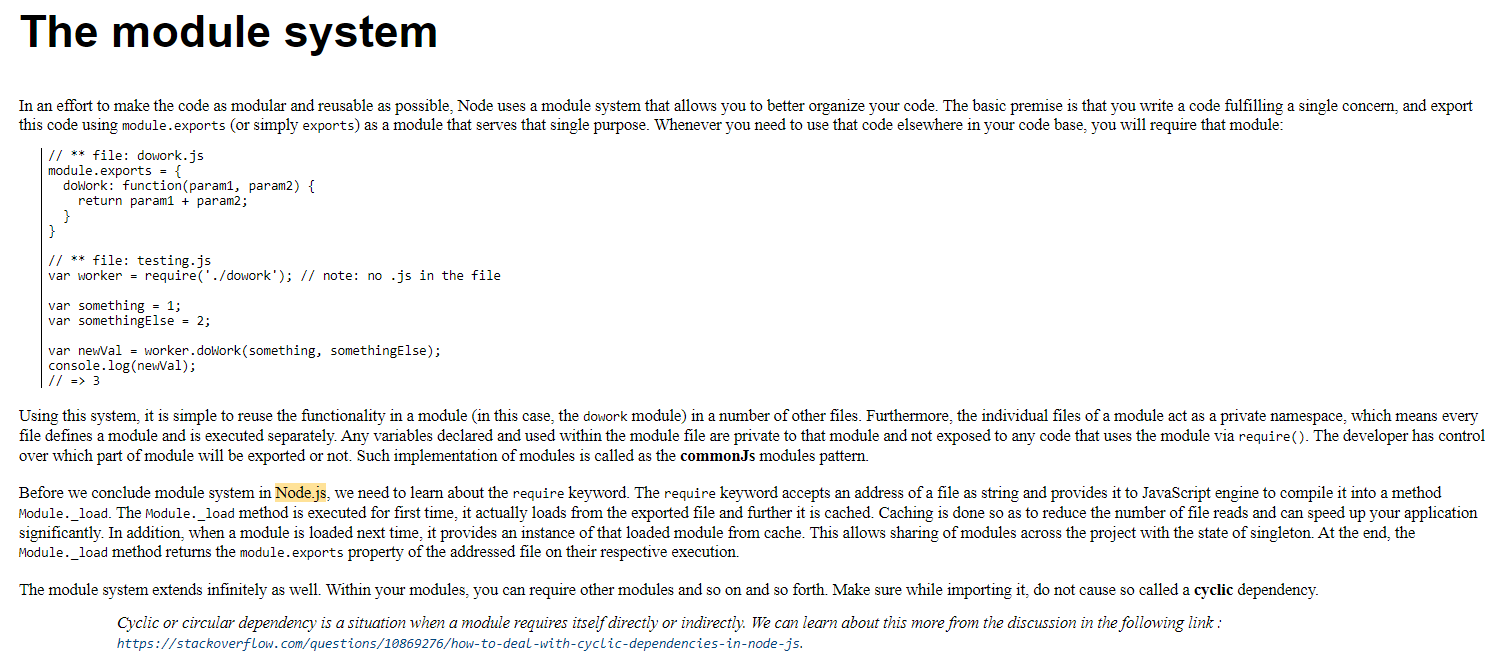 The module system
In an effort to make the code as modular and reusable as possible, Node uses a module system that allows you to better organize your code. The basic premise is that you write a code fulfilling a single concern, and export
this code using module.exports (or simply exports) as a module that serves that single purpose. Whenever you need to use that code elsewhere in your code base, you will require that module:
// ** file: dowork.js
module.exports = {
  doWork: function(param1, param2) {
    return param1 + param2;
  }
}
// ** file: testing.js
var worker = require('./dowork'); // note: no .js in the file
var something = 1;
var somethingElse = 2;
var newVal = worker.doWork(something, somethingElse);
console.log(newVal);
// => 3
Using this system, it is simple to reuse the functionality in a module (in this case, the dowork module) in a number of other files. Furthermore, the individual files of a module act as a private namespace, which means every
file defines a module and is executed separately. Any variables declared and used within the module file are private to that module and not exposed to any code that uses the module via require(). The developer has control
over which part of module will be exported or not. Such implementation of modules is called as the commonJs modules pattern.
Before we conclude module system in Node.js, we need to learn about the require keyword. The require keyword accepts an address of a file as string and provides it to JavaScript engine to compile it into a method
Module._load. The Module._load method is executed for first time, it actually loads from the exported file and further it is cached. Caching is done so as to reduce the number of file reads and can speed up your application
significantly. In addition, when a module is loaded next time, it provides an instance of that loaded module from cache. This allows sharing of modules across the project with the state of singleton. At the end, the
Module._load method returns the module.exports property of the addressed file on their respective execution.
The module system extends infinitely as well. Within your modules, you can require other modules and so on and so forth. Make sure while importing it, do not cause so called a cyclic dependency.
Cyclic or circular dependency is a situation when a module requires itself directly or indirectly. We can learn about this more from the discussion in the following link :
https://stackoverflow.com/questions/10869276/how-to-deal-with-cyclic-dependencies-in-node-js.